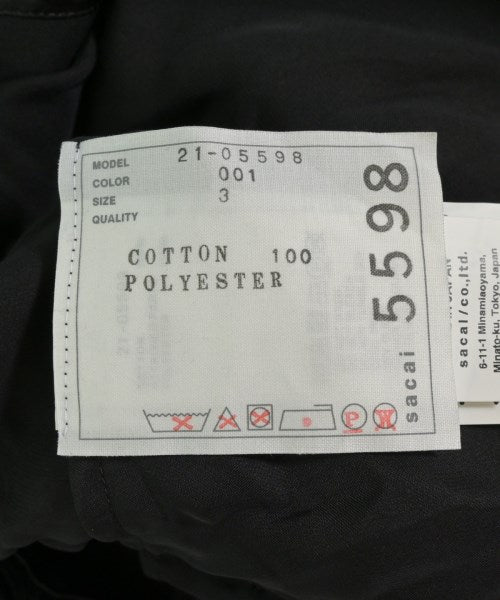 MODEL 21-05598
COLOR 001
SIZE 3
QUALITY
COTTON 100
POLYESTER
sacai 5598
P
W
JAPAN
sacai/co.,ltd.
6-11-1 Minamiaoyama,
Minato-ku, Tokyo, Japan